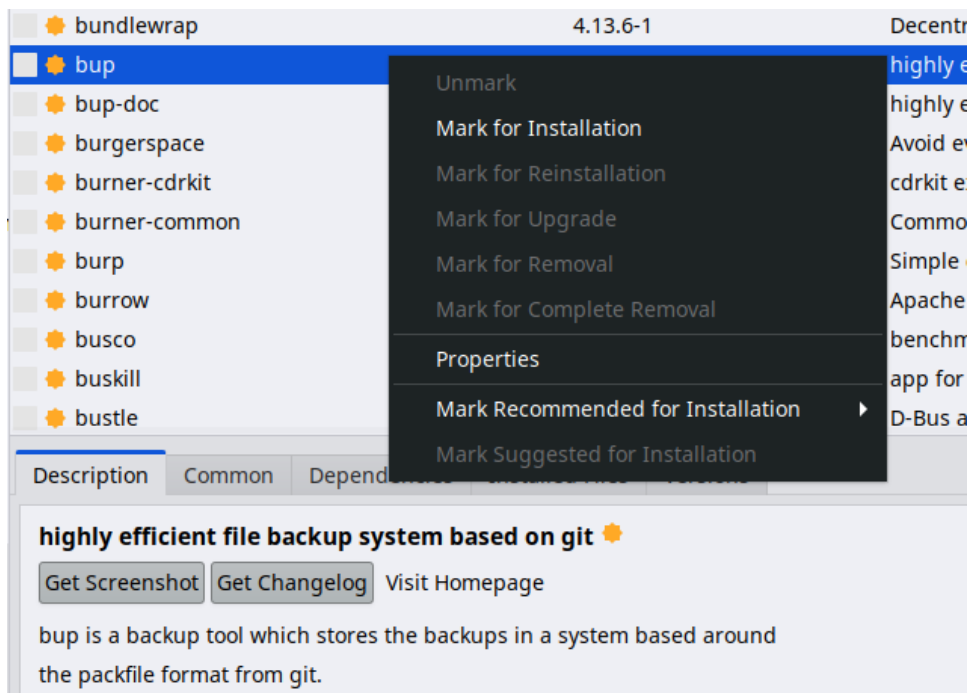 bundlewrap 4.13.6-1 Decentr
bup highly e
Unmark
bup-doc highly e
Mark for Installation
burgerspace Avoid ev
Mark for Reinstallation
burner-cdrkit cdrkit e
Mark for Upgrade
burner-common Commo
burp Simple
Mark for Removal
burrow Apache
Mark for Complete Removal
busco benchm
Properties
buskill app for
Mark Recommended for Installation
bustle D-Bus a
Mark Suggested for Installation
Description Common Depend
highly efficient file backup system based on git
Get Screenshot Get Changelog Visit Homepage
bup is a backup tool which stores the backups in a system based around
the packfile format from git.